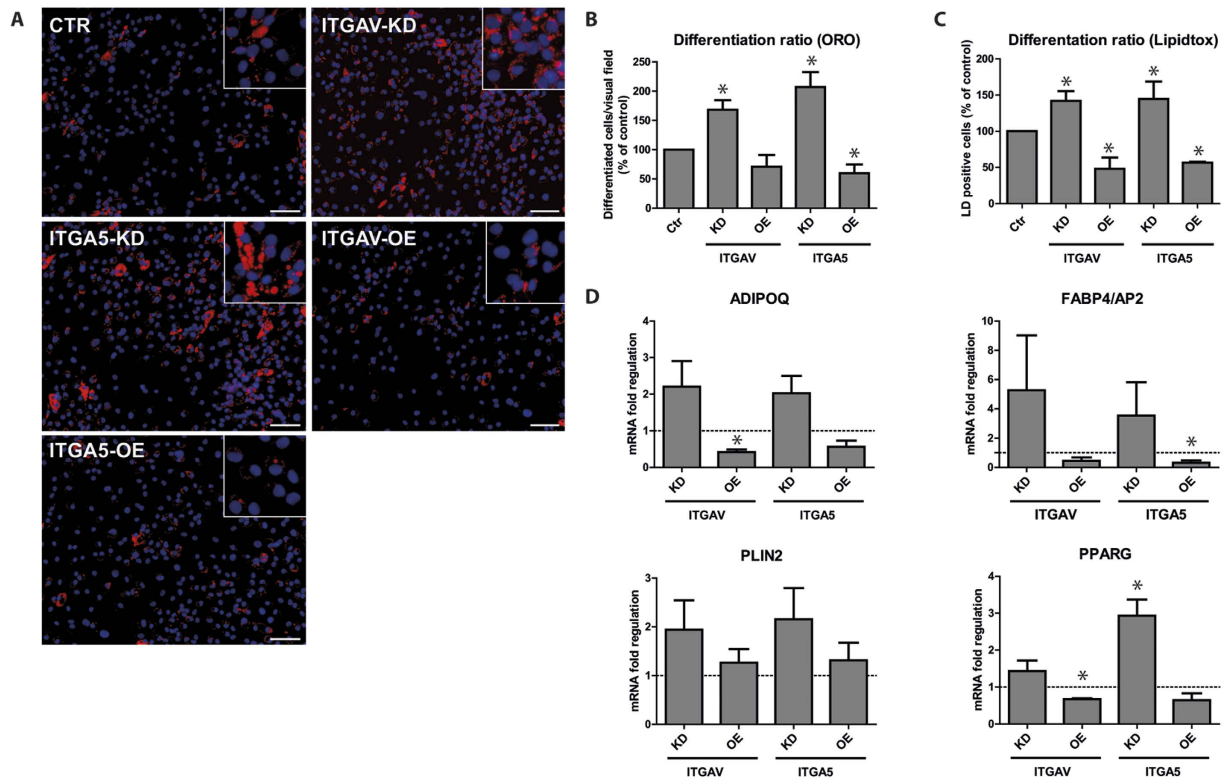 A
CTR
ITGAV-KD
ITGA5-KD
ITGAV-OE
ITGA5-OE
B
Differentiation ratio (ORO)
Differentiated cells/visual field
(% of control)
250
200
150
100
50
0
*
*
*
Ctr
KD
OE
KD
OE
ITGAV
ITGA5
C
Differentation ratio (Lipidtox)
LD positive cells (% of control)
200
150
100
50
0
*
*
*
*
Ctr
KD
OE
KD
OE
ITGAV
ITGA5
D
ADIPOQ
mRNA fold regulation
4
3
2
1
0
*
KD
OE
KD
OE
ITGAV
ITGA5
FABP4/AP2
mRNA fold regulation
10
8
6
4
2
0
*
KD
OE
KD
OE
ITGAV
ITGA5
PLIN2
mRNA fold regulation
3
2
1
0
KD
OE
KD
OE
ITGAV
ITGA5
PPARG
mRNA fold regulation
4
3
2
1
0
*
*
KD
OE
KD
OE
ITGAV
ITGA5